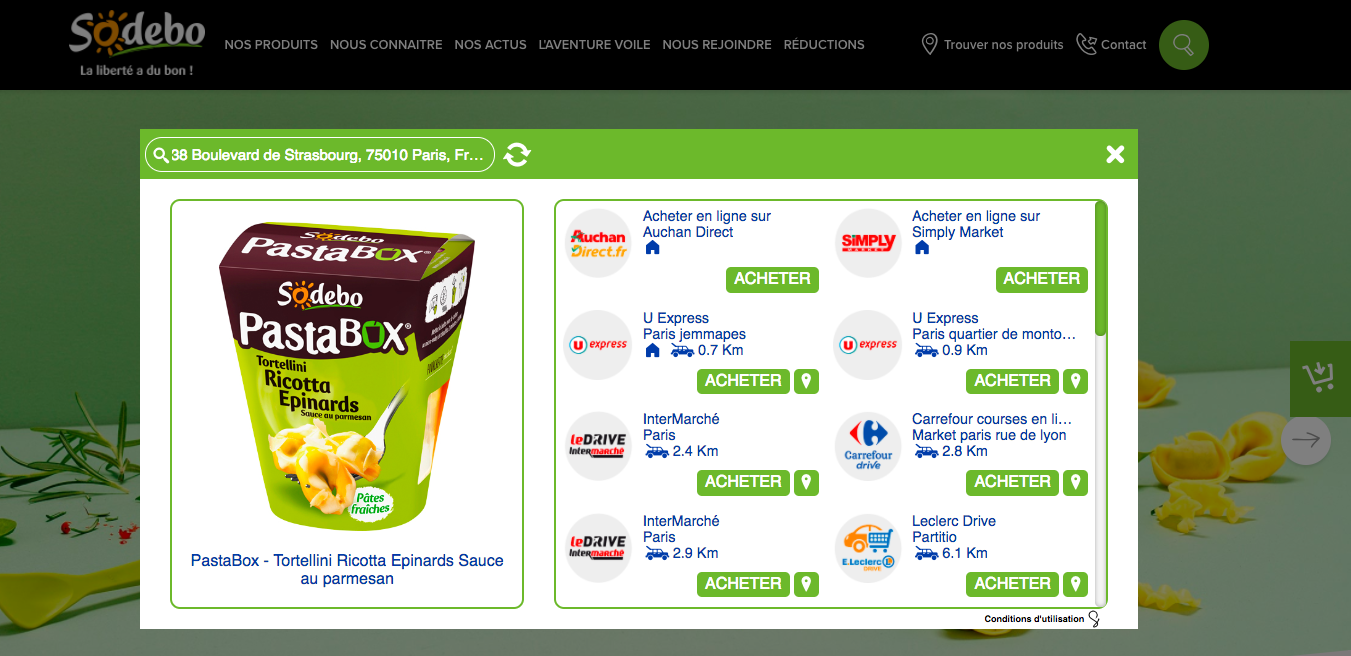 Sodebo
La liberté a du bon !
NOS PRODUITS
NOUS CONNAITRE
NOS ACTUS
L'AVENTURE VOILE
NOUS REJOINDRE
RÉDUCTIONS
Trouver nos produits
Contact
38 Boulevard de Strasbourg, 75010 Paris, Fr...
Sodebo
PastaBox®
Sodebo
PastaBox®
Tortellini
Ricotta
Epinards
Sauce au parmesan
Pâtes
fraîches
PastaBox - Tortellini Ricotta Epinards Sauce
au parmesan
Auchan
Direct.fr
Acheter en ligne sur
Auchan Direct
ACHETER
SIMPLY
MARKET
Acheter en ligne sur
Simply Market
ACHETER
U express
U Express
Paris jemmapes
0.7 Km
ACHETER
U express
U Express
Paris quartier de monto...
0.9 Km
ACHETER
leDRIVE
Intermarché
InterMarché
Paris
2.4 Km
ACHETER
Carrefour
drive
Carrefour courses en li...
Market paris rue de lyon
2.8 Km
ACHETER
leDRIVE
Intermarché
InterMarché
Paris
2.9 Km
ACHETER
E.Leclerc
DRIVE
Leclerc Drive
Partitio
6.1 Km
ACHETER
Conditions d'utilisation